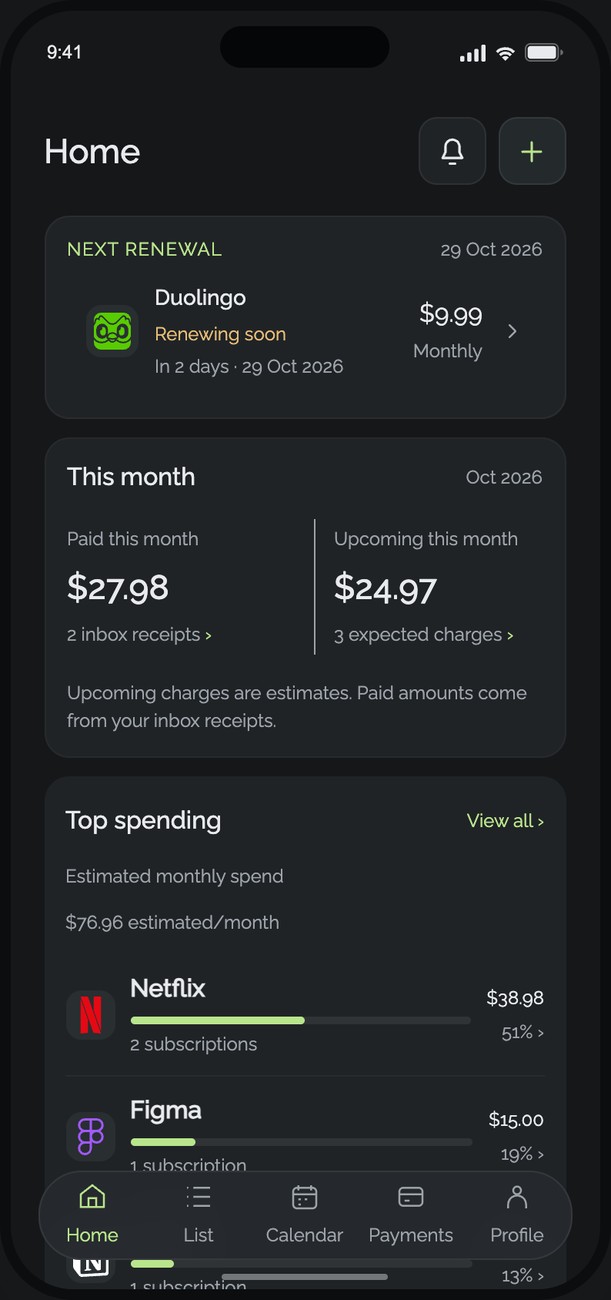 9:41
Home
NEXT RENEWAL 29 Oct 2026
Duolingo
Renewing soon
In 2 days · 29 Oct 2026
$9.99
Monthly
This month Oct 2026
Paid this month
$27.98
2 inbox receipts ›
Upcoming this month
$24.97
3 expected charges ›
Upcoming charges are estimates. Paid amounts come
from your inbox receipts.
Top spending View all ›
Estimated monthly spend
$76.96 estimated/month
Netflix
$38.98
2 subscriptions
51% ›
Figma
$15.00
1 subscription
19% ›
Home List Calendar Payments Profile
13% ›
1 subscription